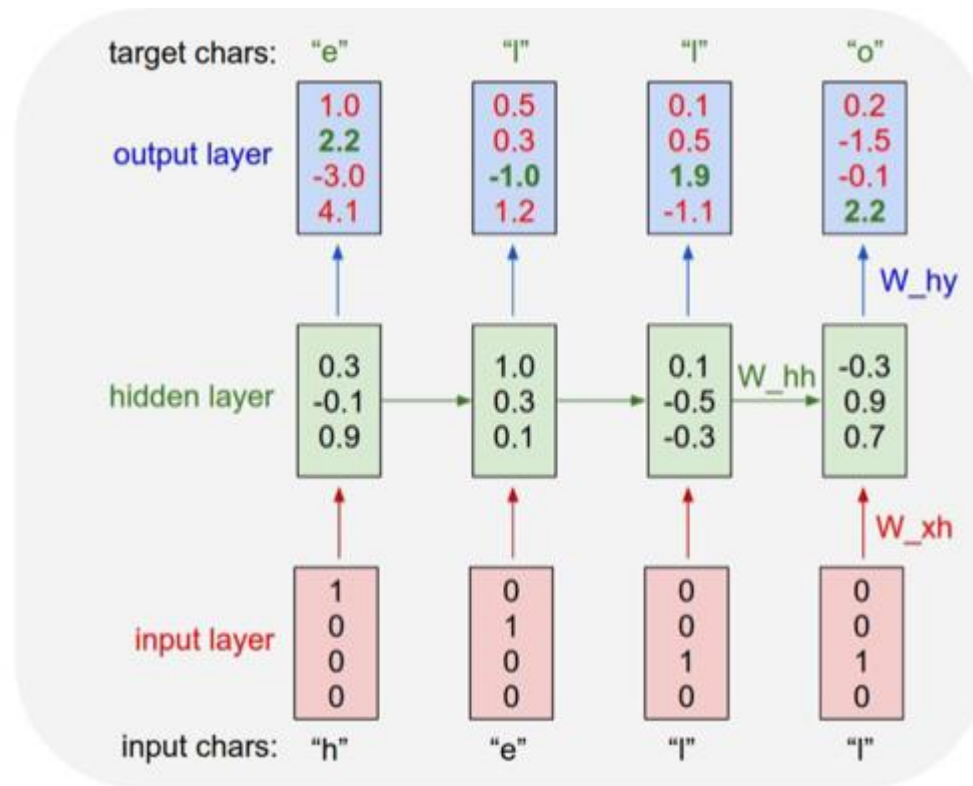 target chars: “e” “l” “l” “o”
output layer
1.0 0.5 0.1 0.2
2.2 0.3 0.5 -1.5
-3.0 -1.0 1.9 -0.1
4.1 1.2 -1.1 2.2
W_hy
hidden layer
0.3 1.0 0.1 -0.3
-0.1 0.3 -0.5 0.9
0.9 0.1 -0.3 0.7
W_hh
W_xh
input layer
1 0 0 0
0 1 0 0
0 0 1 1
0 0 0 0
input chars: “h” “e” “l” “l”